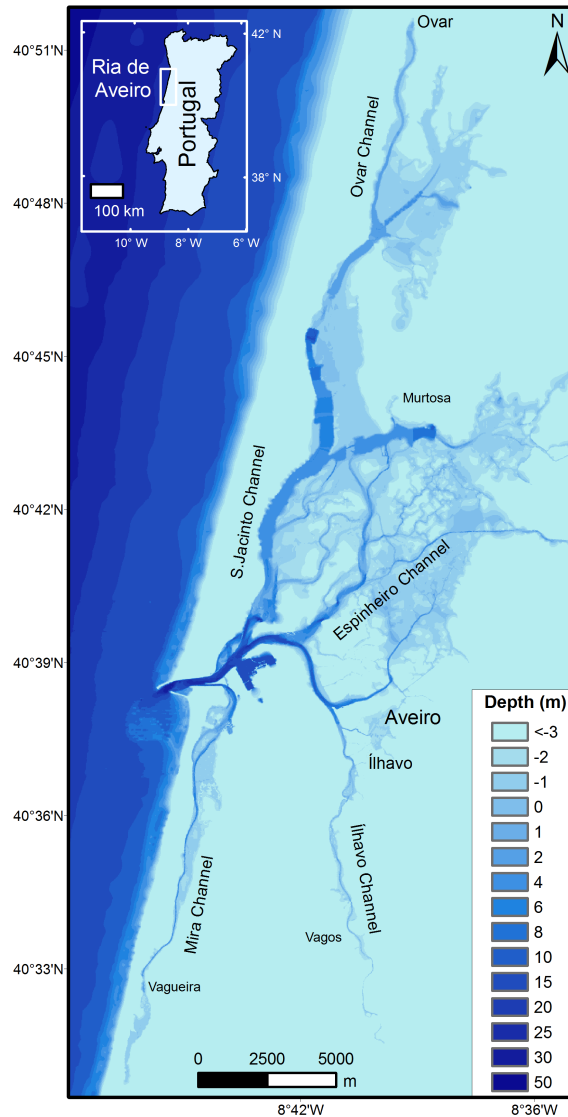 Ovar
N
42° N
Ria de
Aveiro
Portugal
38° N
100 km
10° W
8° W
6° W
40°51'N
40°48'N
40°45'N
40°42'N
40°39'N
40°36'N
40°33'N
Ovar Channel
Murtosa
S.Jacinto Channel
Espinheiro Channel
Aveiro
Ílhavo
Mira Channel
Ílhavo Channel
Vagos
Vagueira
Depth (m)
<-3
-2
-1
0
1
2
4
6
8
10
15
20
25
30
50
0
2500
5000
m
8°42'W
8°36'W